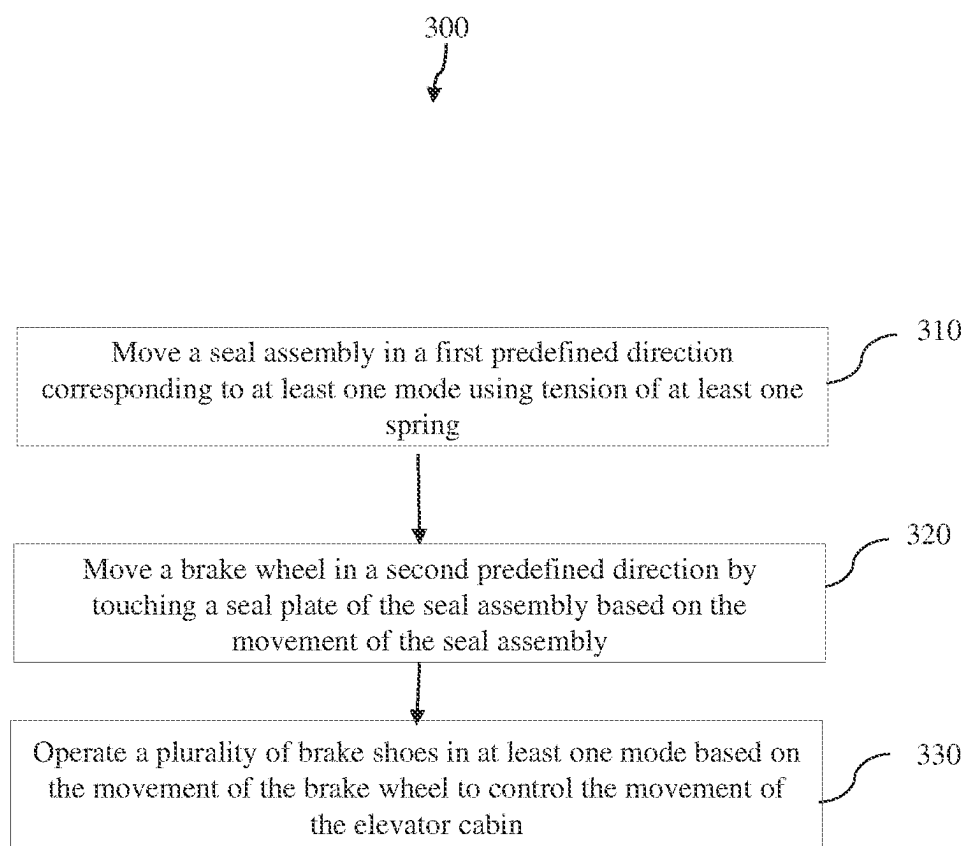 300
310
Move a seal assembly in a first predefined direction
corresponding to at least one mode using tension of at least one
spring
320
Move a brake wheel in a second predefined direction by
touching a seal plate of the seal assembly based on the
movement of the seal assembly
330
Operate a plurality of brake shoes in at least one mode based on
the movement of the brake wheel to control the movement of
the elevator cabin